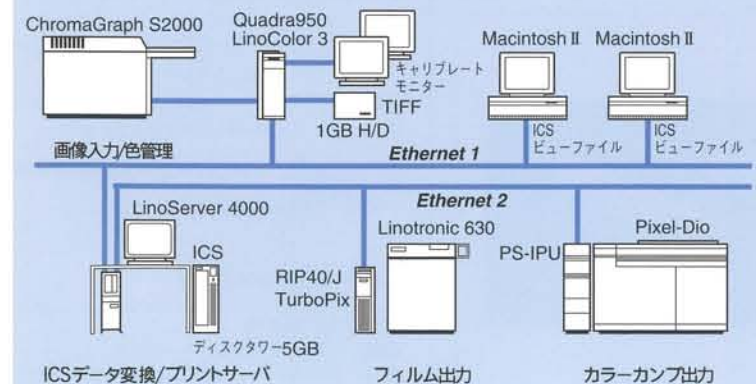 ChromaGraph S2000
Quadra950
LinoColor 3
キャリブレート
モニター
TIFF
1GB H/D
Macintosh II
Macintosh II
ICS
ビューファイル
ICS
ビューファイル
画像入力/色管理
Ethernet 1
Ethernet 2
LinoServer 4000
ICS
ディスクタワー5GB
RIP40/J
TurboPix
Linotronic 630
PS-IPU
Pixel-Dio
ICSデータ変換/プリントサーバ
フィルム出力
カラーカンプ出力